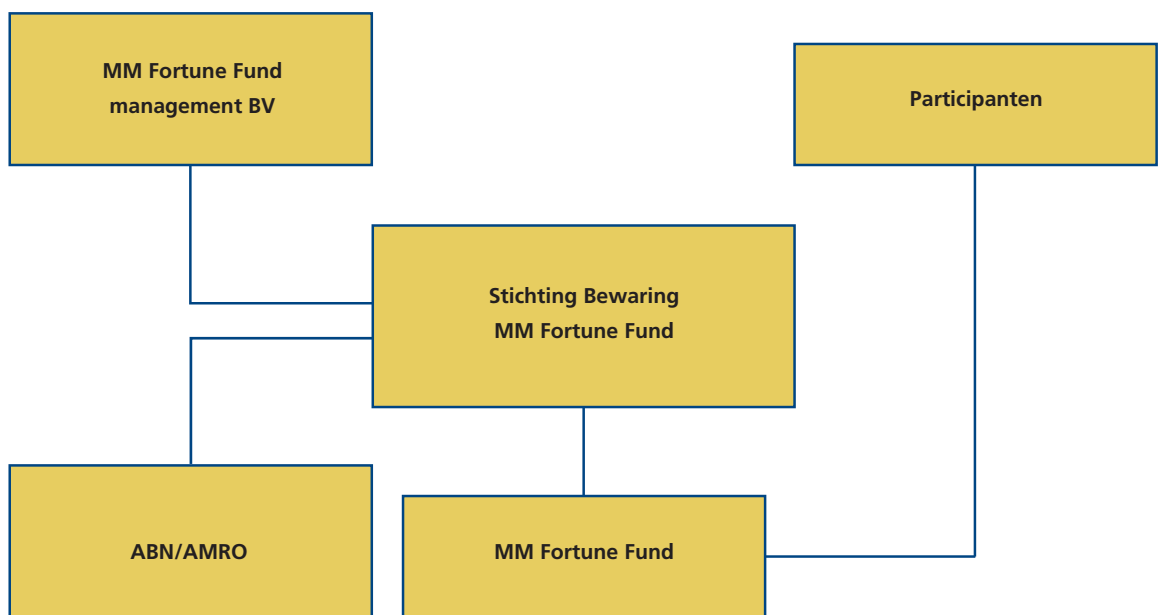 MM Fortune Fund
management BV
Participanten
Stichting Bewaring
MM Fortune Fund
ABN/AMRO
MM Fortune Fund